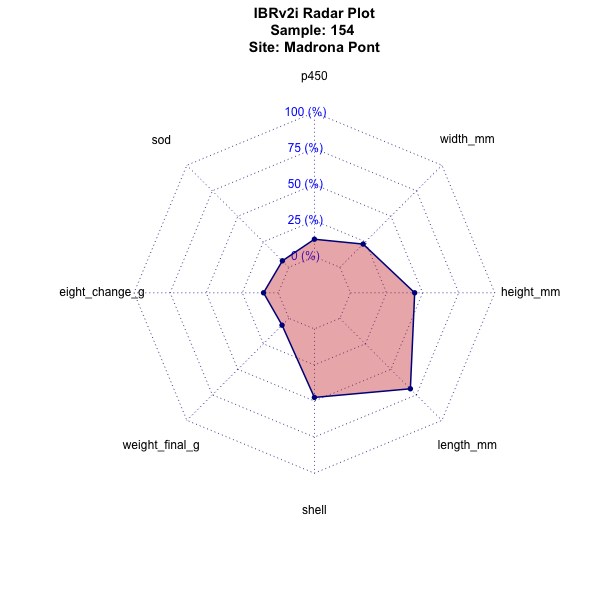 IBRv2i Radar Plot
Sample: 154
Site: Madrona Pont
p450
100 (%)
sod
width_mm
75 (%)
50 (%)
25 (%)
0 (%)
eight_change_g
height_mm
weight_final_g
length_mm
shell